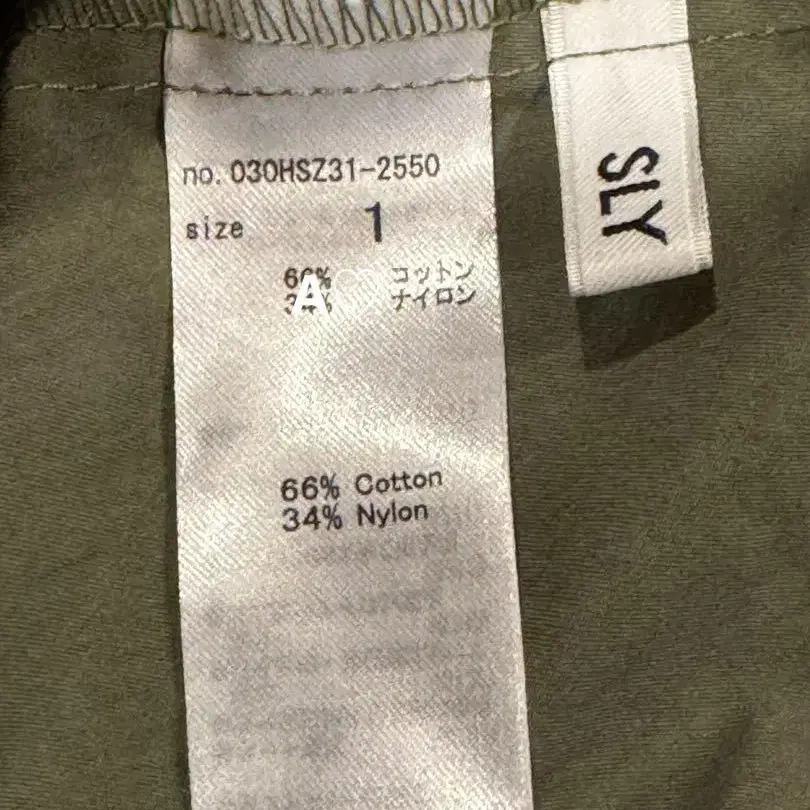 no. 030HSZ31-2550
size 1
66% コットン
34% ナイロン
A
66% Cotton
34% Nylon
SLY